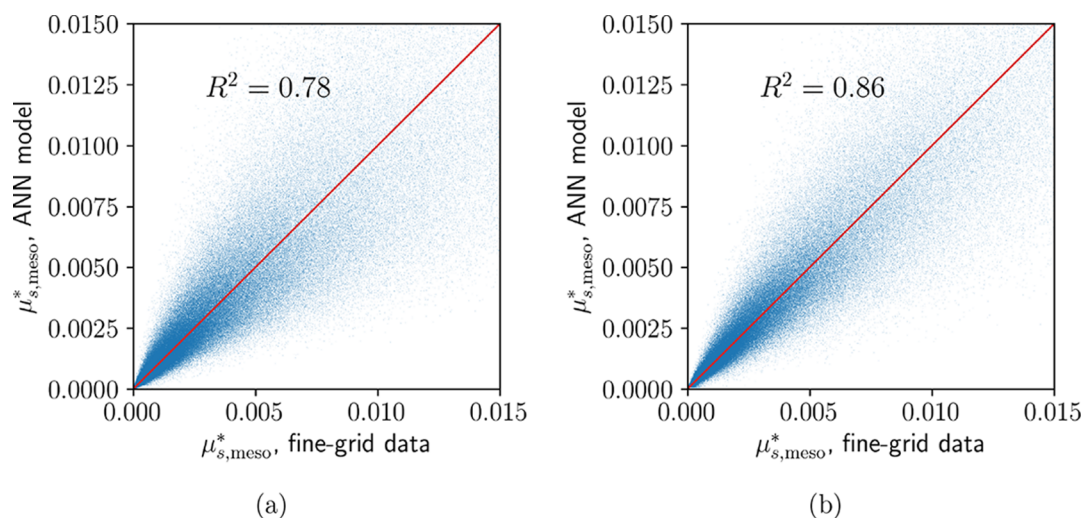 0.0150
0.0125
0.0100
0.0075
0.0050
0.0025
0.0000
μ*s,meso, ANN model
R² = 0.78
0.000 0.005 0.010 0.015
μ*s,meso, fine-grid data
(a)
0.0150
0.0125
0.0100
0.0075
0.0050
0.0025
0.0000
μ*s,meso, ANN model
R² = 0.86
0.000 0.005 0.010 0.015
μ*s,meso, fine-grid data
(b)